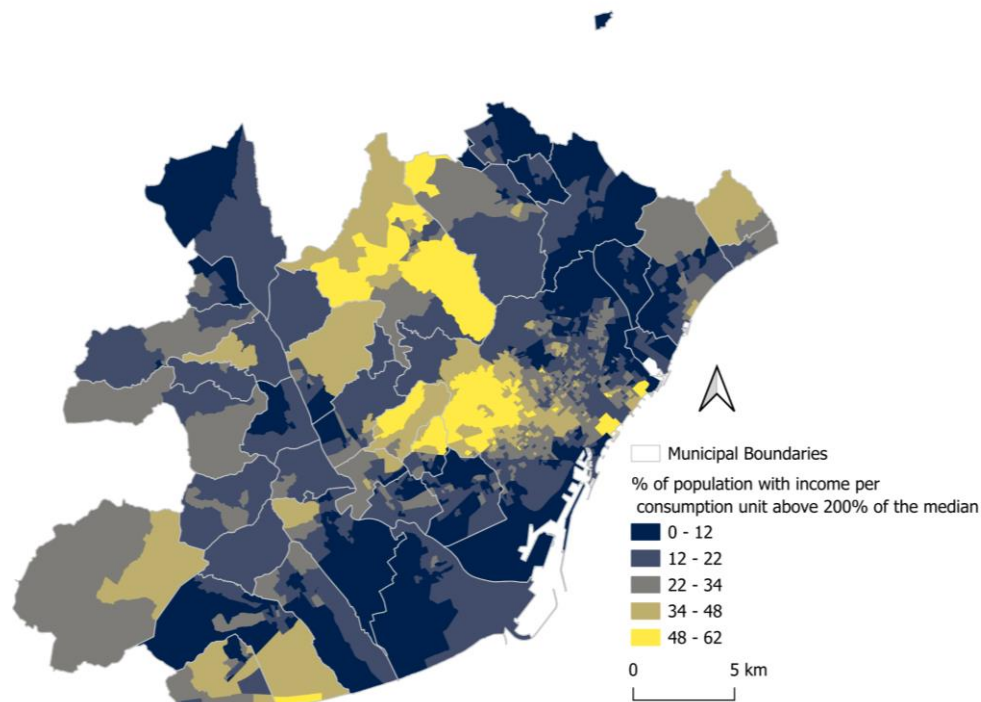 Municipal Boundaries
% of population with income per
consumption unit above 200% of the median
0 - 12
12 - 22
22 - 34
34 - 48
48 - 62
0 5 km